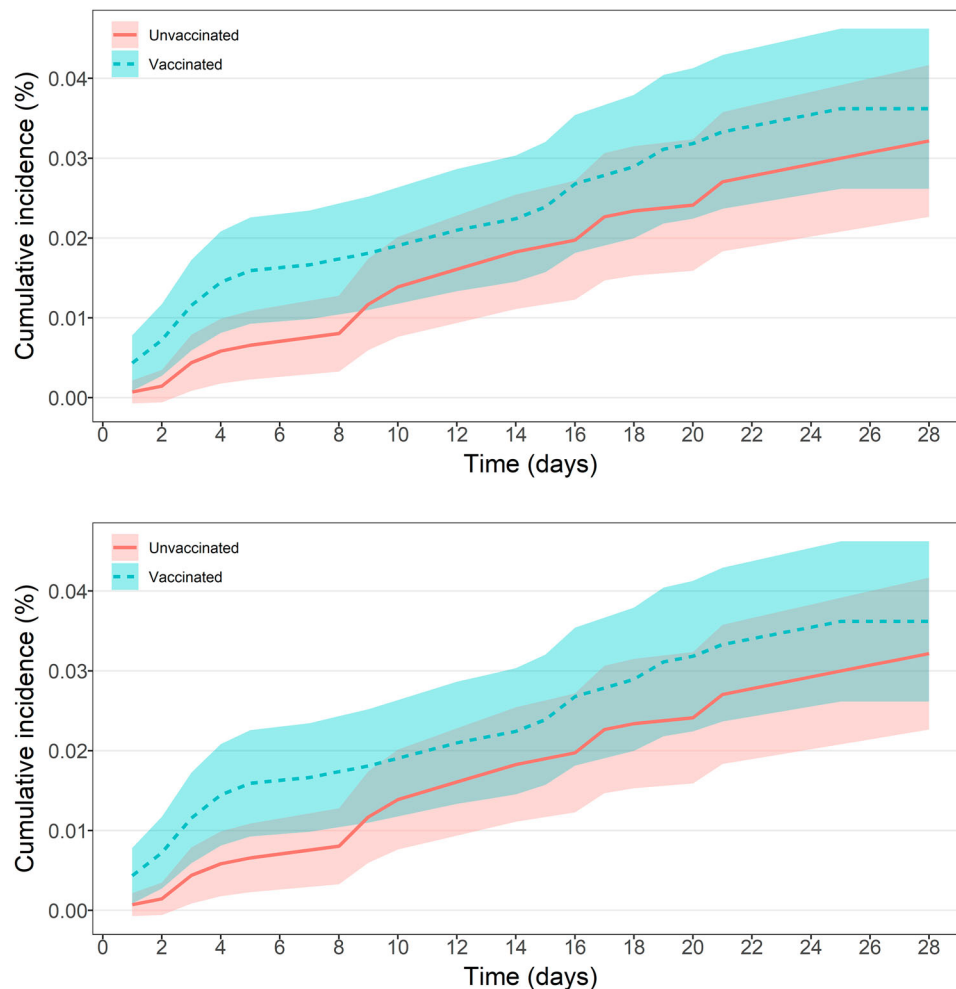 Unvaccinated
Vaccinated
Cumulative incidence (%)
0.04
0.03
0.02
0.01
0.00
0 2 4 6 8 10 12 14 16 18 20 22 24 26 28
Time (days)
Unvaccinated
Vaccinated
Cumulative incidence (%)
0.04
0.03
0.02
0.01
0.00
0 2 4 6 8 10 12 14 16 18 20 22 24 26 28
Time (days)